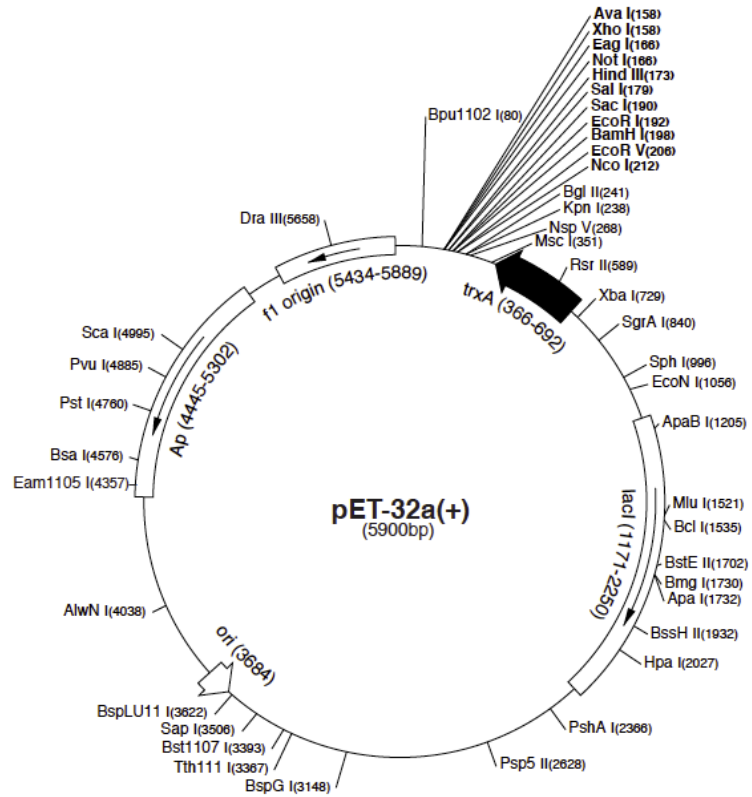 Ava I(158)
Xho I(158)
Eag I(166)
Not I(166)
Hind III(173)
Sal I(179)
Sac I(190)
EcoR I(192)
BamH I(198)
EcoR V(206)
Nco I(212)
Bpu1102 I(80)
Bgl II(241)
Kpn I(238)
Nsp V(268)
Msc I(351)
Dra III(5658)
Rsr II(589)
f1 origin (5434-5889)
trxA (366-692)
Xba I(729)
SgrA I(840)
Sca I(4995)
Pvu I(4885)
Sph I(996)
EcoN I(1056)
Pst I(4760)
Ap (4445-5302)
ApaB I(1205)
Bsa I(4576)
Eam1105 I(4357)
pET-32a(+)
(5900bp)
lacI (1171-2250)
Mlu I(1521)
Bcl I(1535)
BstE II(1702)
Bmg I(1730)
Apa I(1732)
AlwN I(4038)
BssH II(1932)
Hpa I(2027)
ori (3684)
BspLU11 I(3622)
Sap I(3506)
Bst1107 I(3393)
Tth111 I(3367)
BspG I(3148)
PshA I(2366)
Psp5 II(2628)